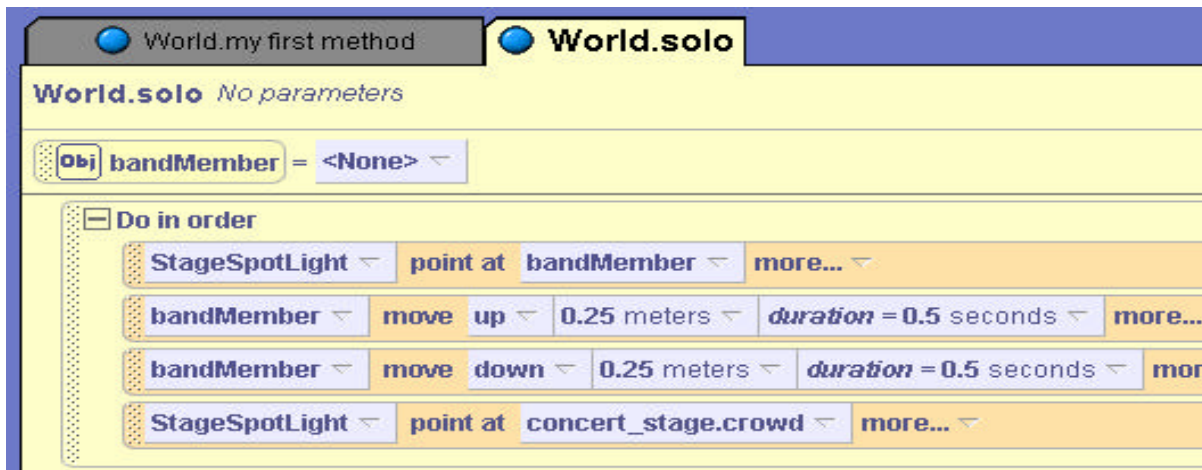 World.my first method World.solo
World.solo No parameters
Obj bandMember = <None>
Do in order
StageSpotLight point at bandMember more...
bandMember move up 0.25 meters duration = 0.5 seconds more...
bandMember move down 0.25 meters duration = 0.5 seconds mor
StageSpotLight point at concert_stage.crowd more...